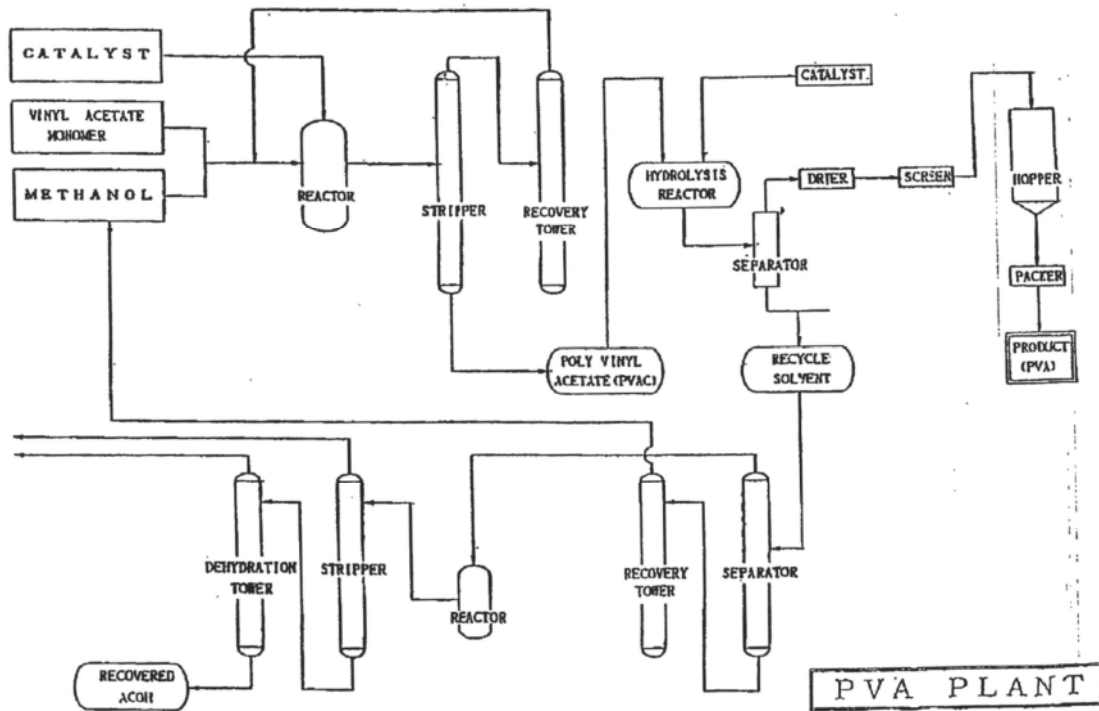 CATALYST
VINYL ACETATE
MONOMER
METHANOL
REACTOR
STRIPPER
RECOVERY
TOWER
HYDROLYSIS
REACTOR
CATALYST.
SEPARATOR
DRIER
SCREEN
HOPPER
PACKER
PRODUCT
(PVA)
POLY VINYL
ACETATE(PVAC)
RECYCLE
SOLVENT
DEHYDRATION
TOWER
STRIPPER
REACTOR
RECOVERY
TOWER
SEPARATOR
RECOVERED
ACOH
PVA PLANT